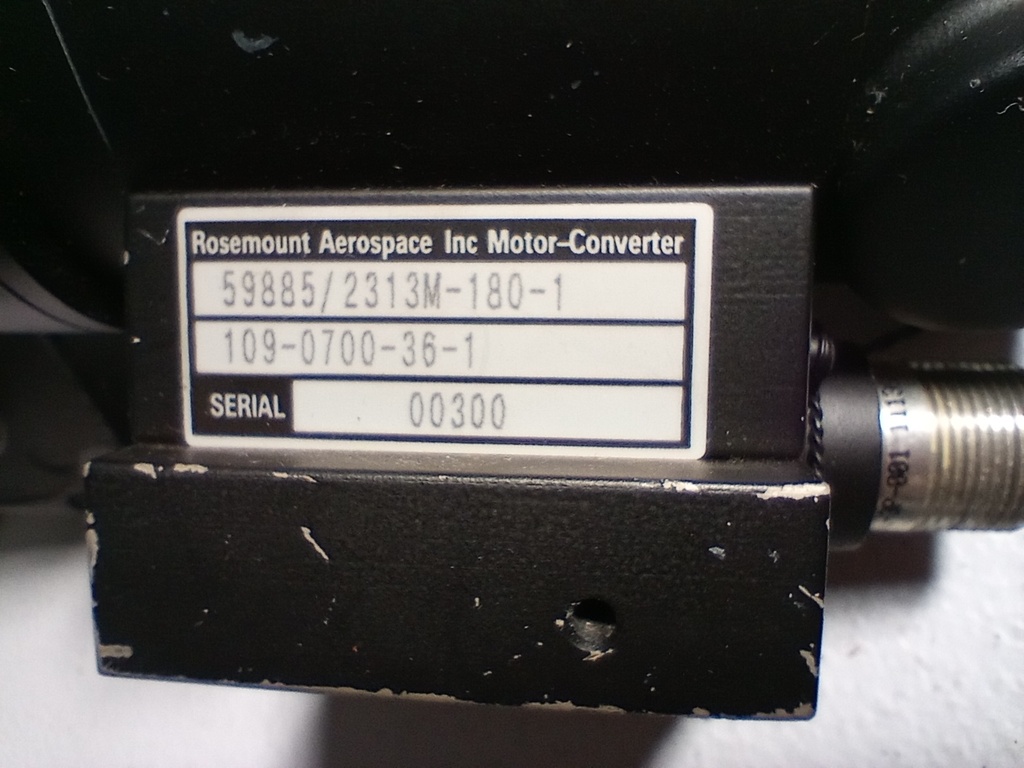 Rosemount Aerospace Inc Motor-Converter
59885/2313M-180-1
109-0700-36-1
SERIAL 00300